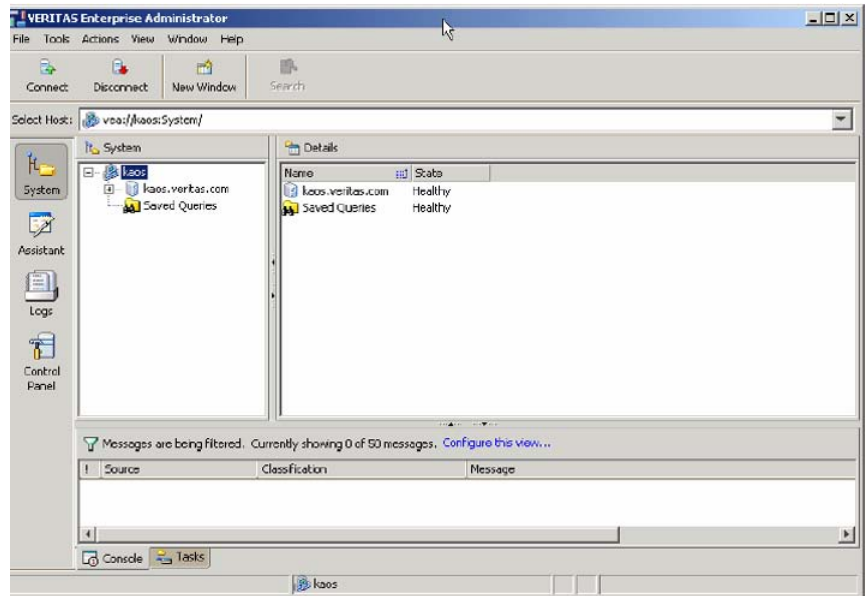 VERITAS Enterprise Administrator
File Tools Actions View Window Help
Connect Disconnect New Window Search
Select Host: vea://kaos:System/
System
Assistant
Logs
Control Panel
System
kaos
kaos.veritas.com
Saved Queries
Details
Name State
kaos.veritas.com Healthy
Saved Queries Healthy
Messages are being filtered. Currently showing 0 of 50 messages. Configure this view...
! Source Classification Message
Console Tasks
kaos